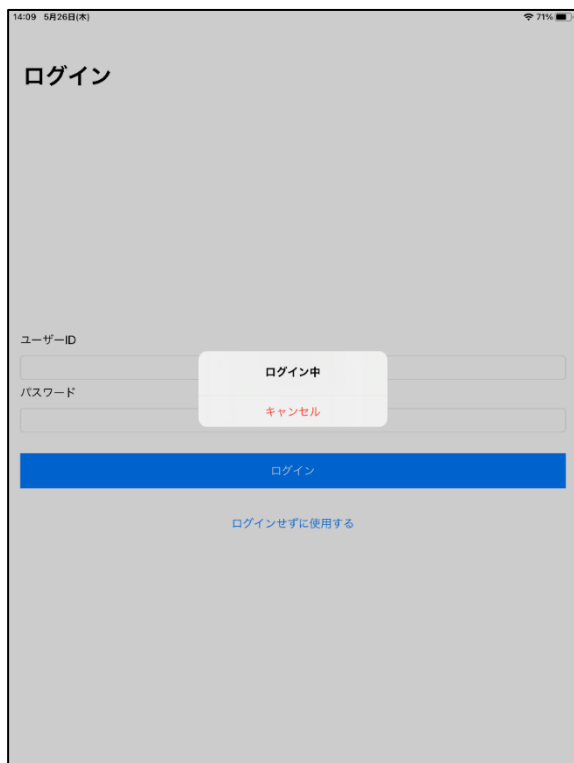 14:09 5月26日(木) 71%
ログイン
ユーザーID
ログイン中
パスワード
キャンセル
ログイン
ログインせずに使用する